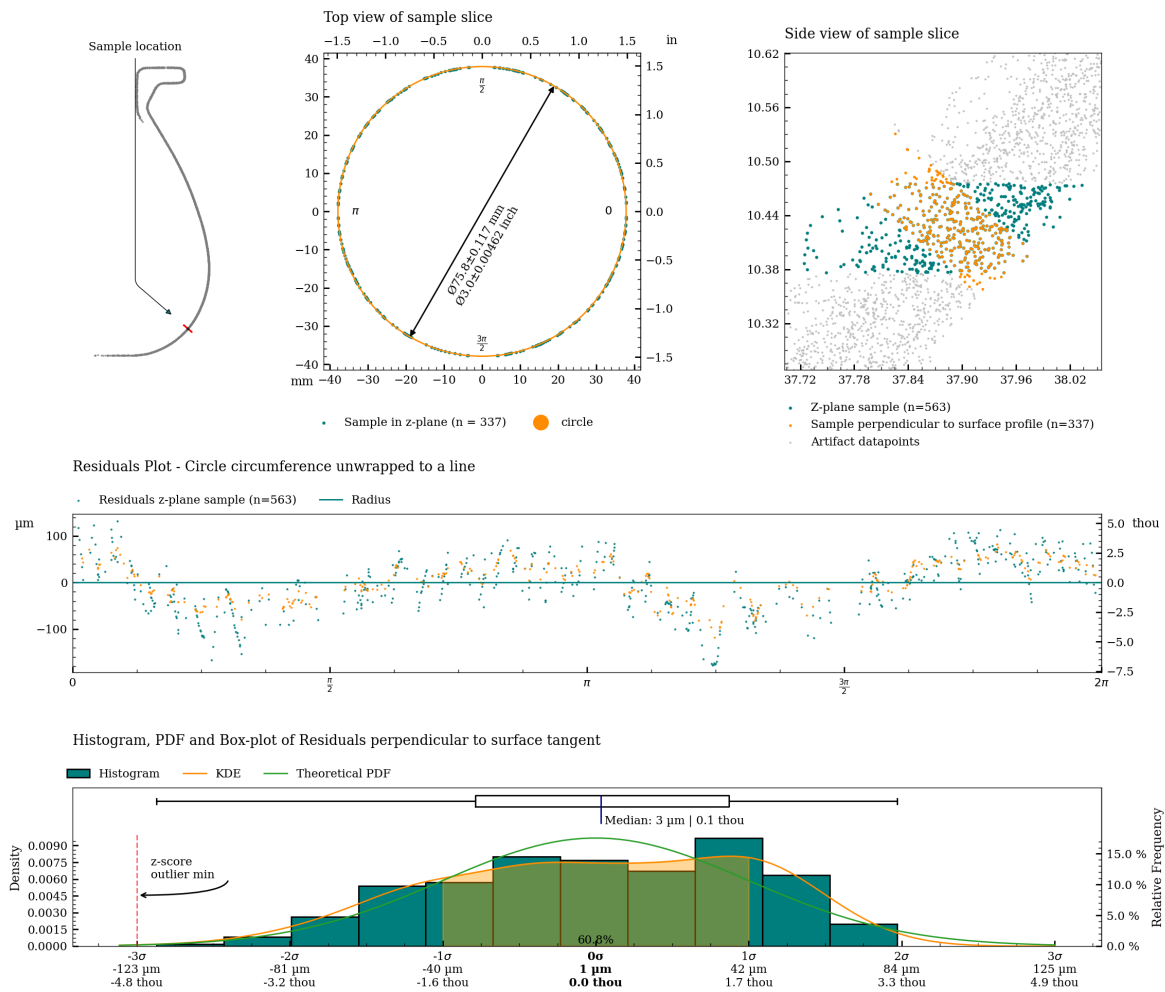 Sample location
Top view of sample slice
−1.5 −1.0 −0.5 0.0 0.5 1.0 1.5 in
40
30
20
10
0
−10
−20
−30
−40
1.5
1.0
0.5
0.0
−0.5
−1.0
−1.5
π/2
π
0
3π/2
Ø75.8±0.117 mm
Ø3.0±0.00462 inch
mm −40 −30 −20 −10 0 10 20 30 40
Sample in z-plane (n = 337) circle
Side view of sample slice
10.62
10.56
10.50
10.44
10.38
10.32
37.72 37.78 37.84 37.90 37.96 38.02
Z-plane sample (n=563)
Sample perpendicular to surface profile (n=337)
Artifact datapoints
Residuals Plot - Circle circumference unwrapped to a line
Residuals z-plane sample (n=563) Radius
µm
100
0
−100
5.0 thou
2.5
0.0
−2.5
−5.0
−7.5
0 π/2 π 3π/2 2π
Histogram, PDF and Box-plot of Residuals perpendicular to surface tangent
Histogram KDE Theoretical PDF
Median: 3 µm | 0.1 thou
z-score
outlier min
Density
0.0090
0.0075
0.0060
0.0045
0.0030
0.0015
0.0000
15.0 %
10.0 %
5.0 %
0.0 %
Relative Frequency
60.8%
-3σ -2σ -1σ 0σ 1σ 2σ 3σ
-123 µm -81 µm -40 µm 1 µm 42 µm 84 µm 125 µm
-4.8 thou -3.2 thou -1.6 thou 0.0 thou 1.7 thou 3.3 thou 4.9 thou